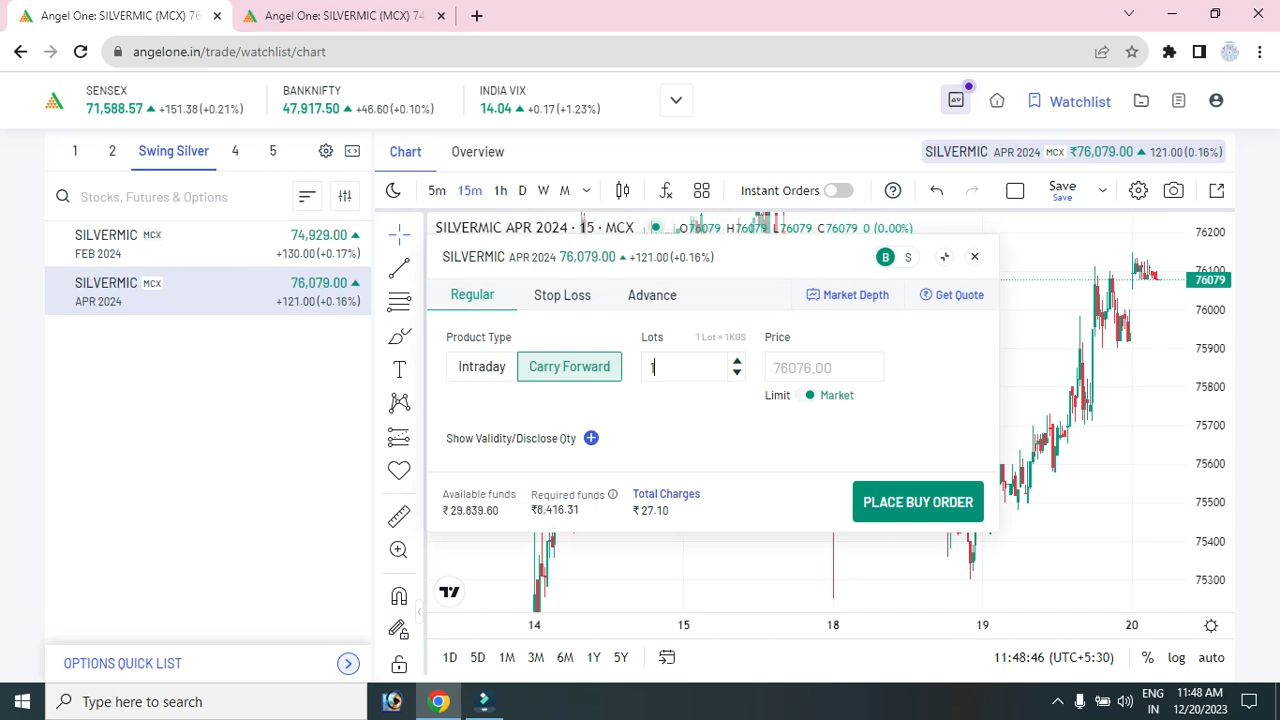 Angel One: SILVERMIC (MCX) 76
Angel One: SILVERMIC (MCX) 74
angelone.in/trade/watchlist/chart
SENSEX
71,588.57 +151.38 (+0.21%)
BANKNIFTY
47,917.50 +46.60 (+0.10%)
INDIA VIX
14.04 +0.17 (+1.23%)
Watchlist
1 2 Swing Silver 4 5
Chart Overview
SILVERMIC APR 2024 MCX ₹76,079.00 121.00 (0.16%)
Stocks, Futures & Options
5m 15m 1h D W M
Instant Orders
Save
Save
SILVERMIC MCX 74,929.00
FEB 2024 +130.00 (+0.17%)
SILVERMIC MCX 76,079.00
APR 2024 +121.00 (+0.16%)
SILVERMIC APR 2024 · 15 · MCX O76079 H76079 L76079 C76079 0 (0.00%)
SILVERMIC APR 2024 76,079.00 +121.00 (+0.16%)
B S
Regular Stop Loss Advance Market Depth Get Quote
Product Type Lots 1 Lot = 1KGS Price
Intraday Carry Forward 1 76076.00
Limit Market
Show Validity/Disclose Qty
Available funds Required funds Total Charges
₹ 29,839.60 ₹8,416.31 ₹ 27.10
PLACE BUY ORDER
76200
76100
76079
76000
75900
75800
75700
75600
75500
75400
75300
14 15 18 19 20
1D 5D 1M 3M 6M 1Y 5Y
11:48:46 (UTC+5:30) % log auto
OPTIONS QUICK LIST
Type here to search
ENG
IN
11:48 AM
12/20/2023